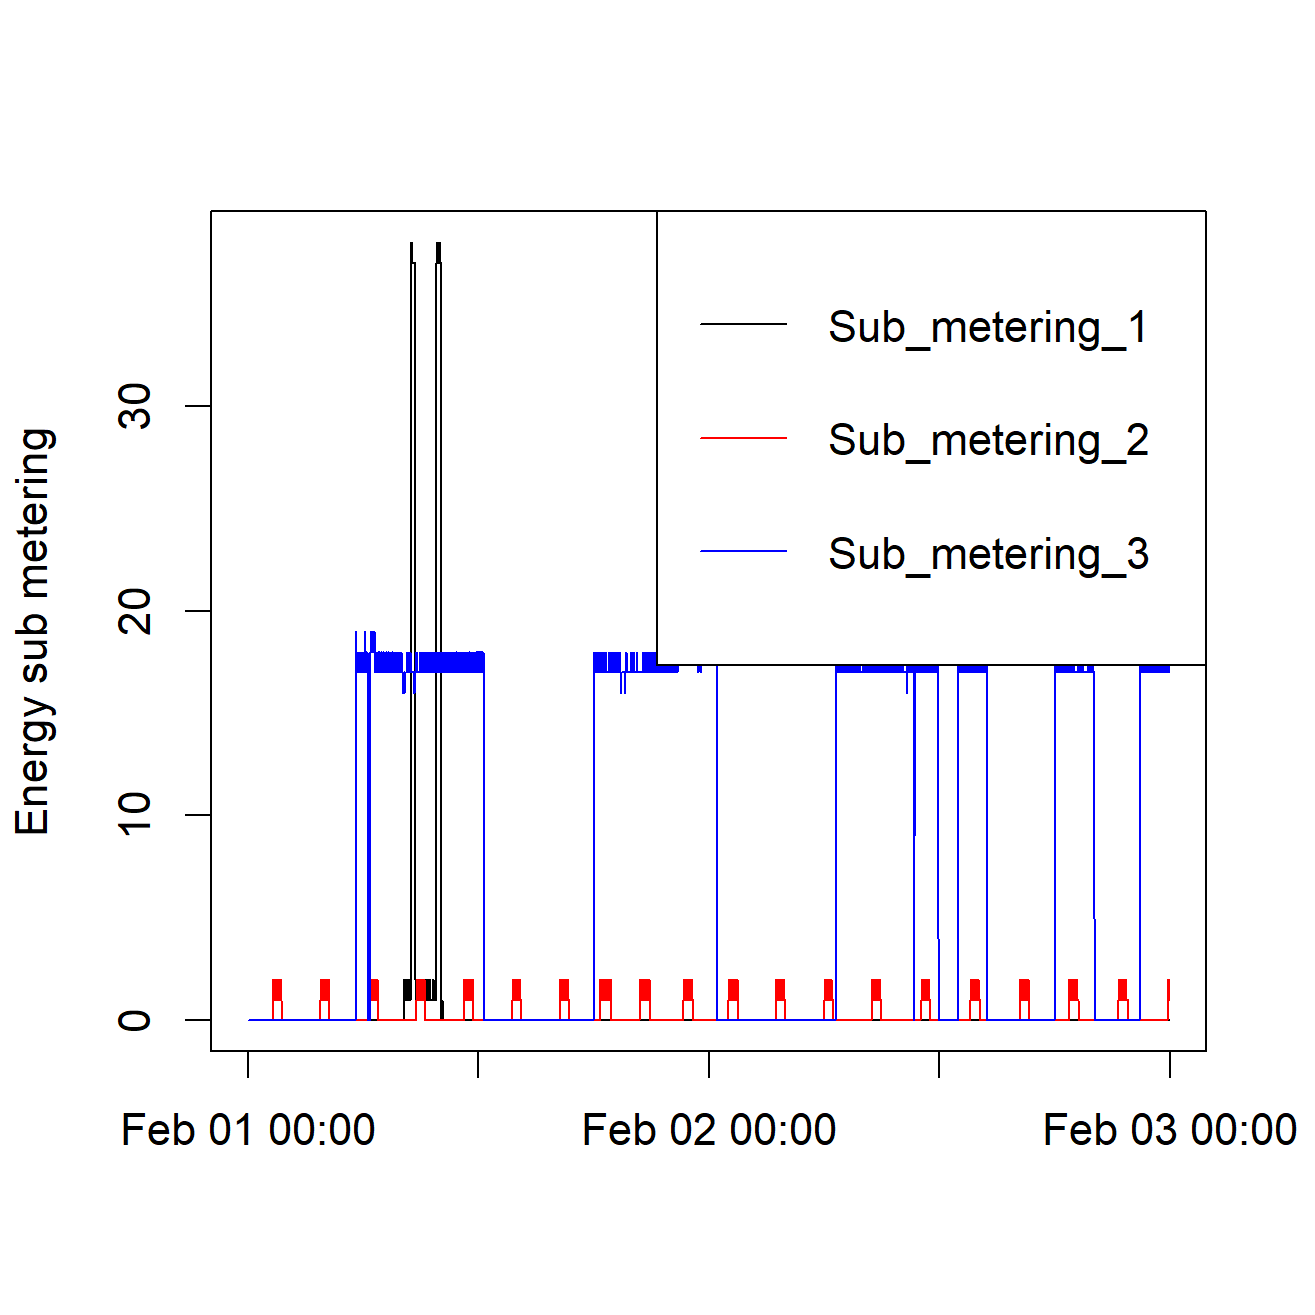 Sub_metering_1
Sub_metering_2
Sub_metering_3
Energy sub metering
30
20
10
0
Feb 01 00:00
Feb 02 00:00
Feb 03 00:00